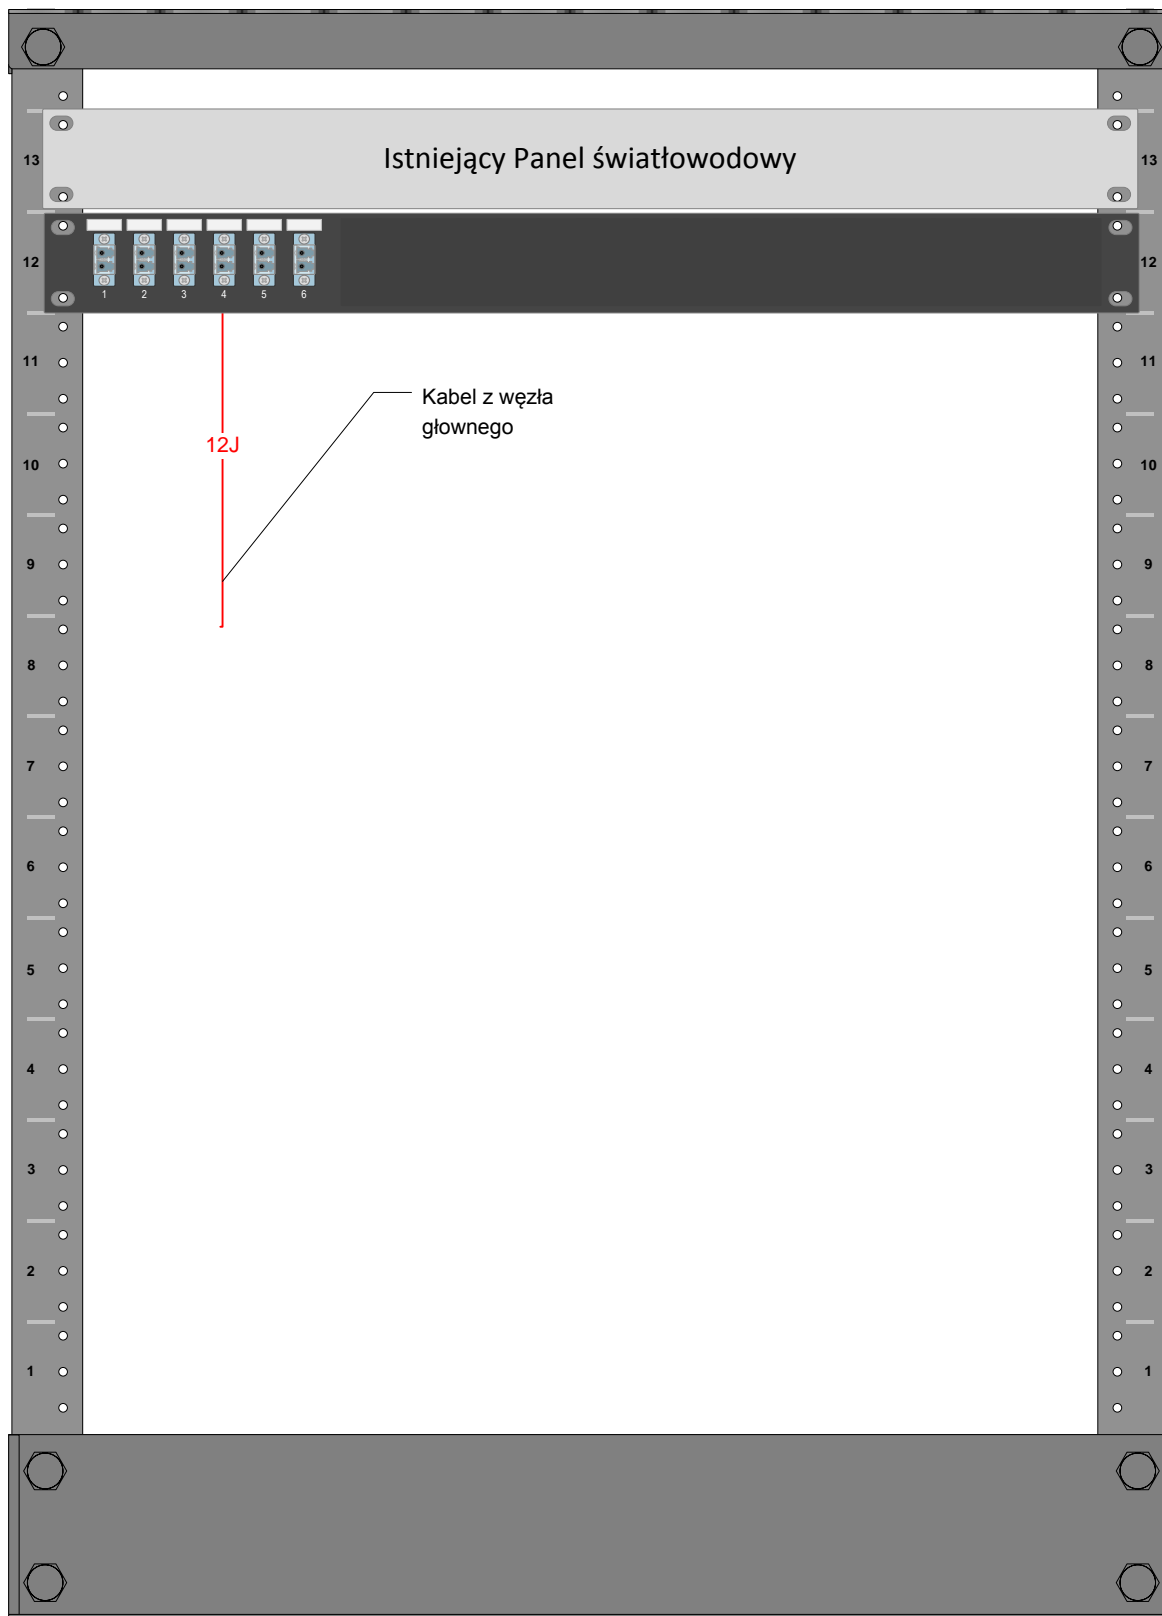 13 Istniejący Panel światłowodowy 13
12 12
1 2 3 4 5 6
11 11
Kabel z węzła
głownego
12J
10 10
9 9
8 8
7 7
6 6
5 5
4 4
3 3
2 2
1 1